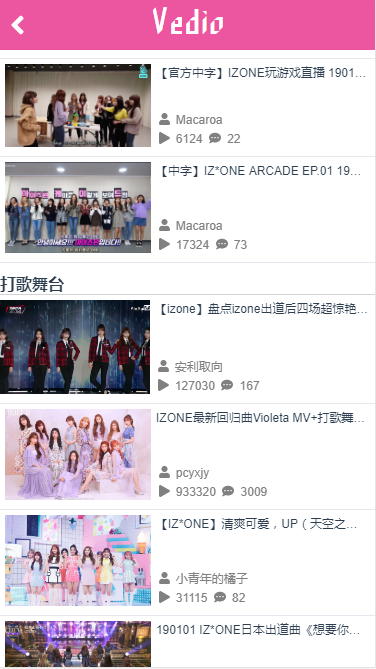 Vedio
【官方中字】IZONE玩游戏直播 1901...
Macaroa
6124 22
【中字】IZ*ONE ARCADE EP.01 19...
Macaroa
17324 73
打歌舞台
【izone】盘点izone出道后四场超惊艳...
安利取向
127030 167
IZONE最新回归曲Violeta MV+打歌舞...
pcyxjy
933320 3009
【IZ*ONE】清爽可爱，UP（天空之...
小青年的橘子
31115 82
190101 IZ*ONE日本出道曲《想要你...